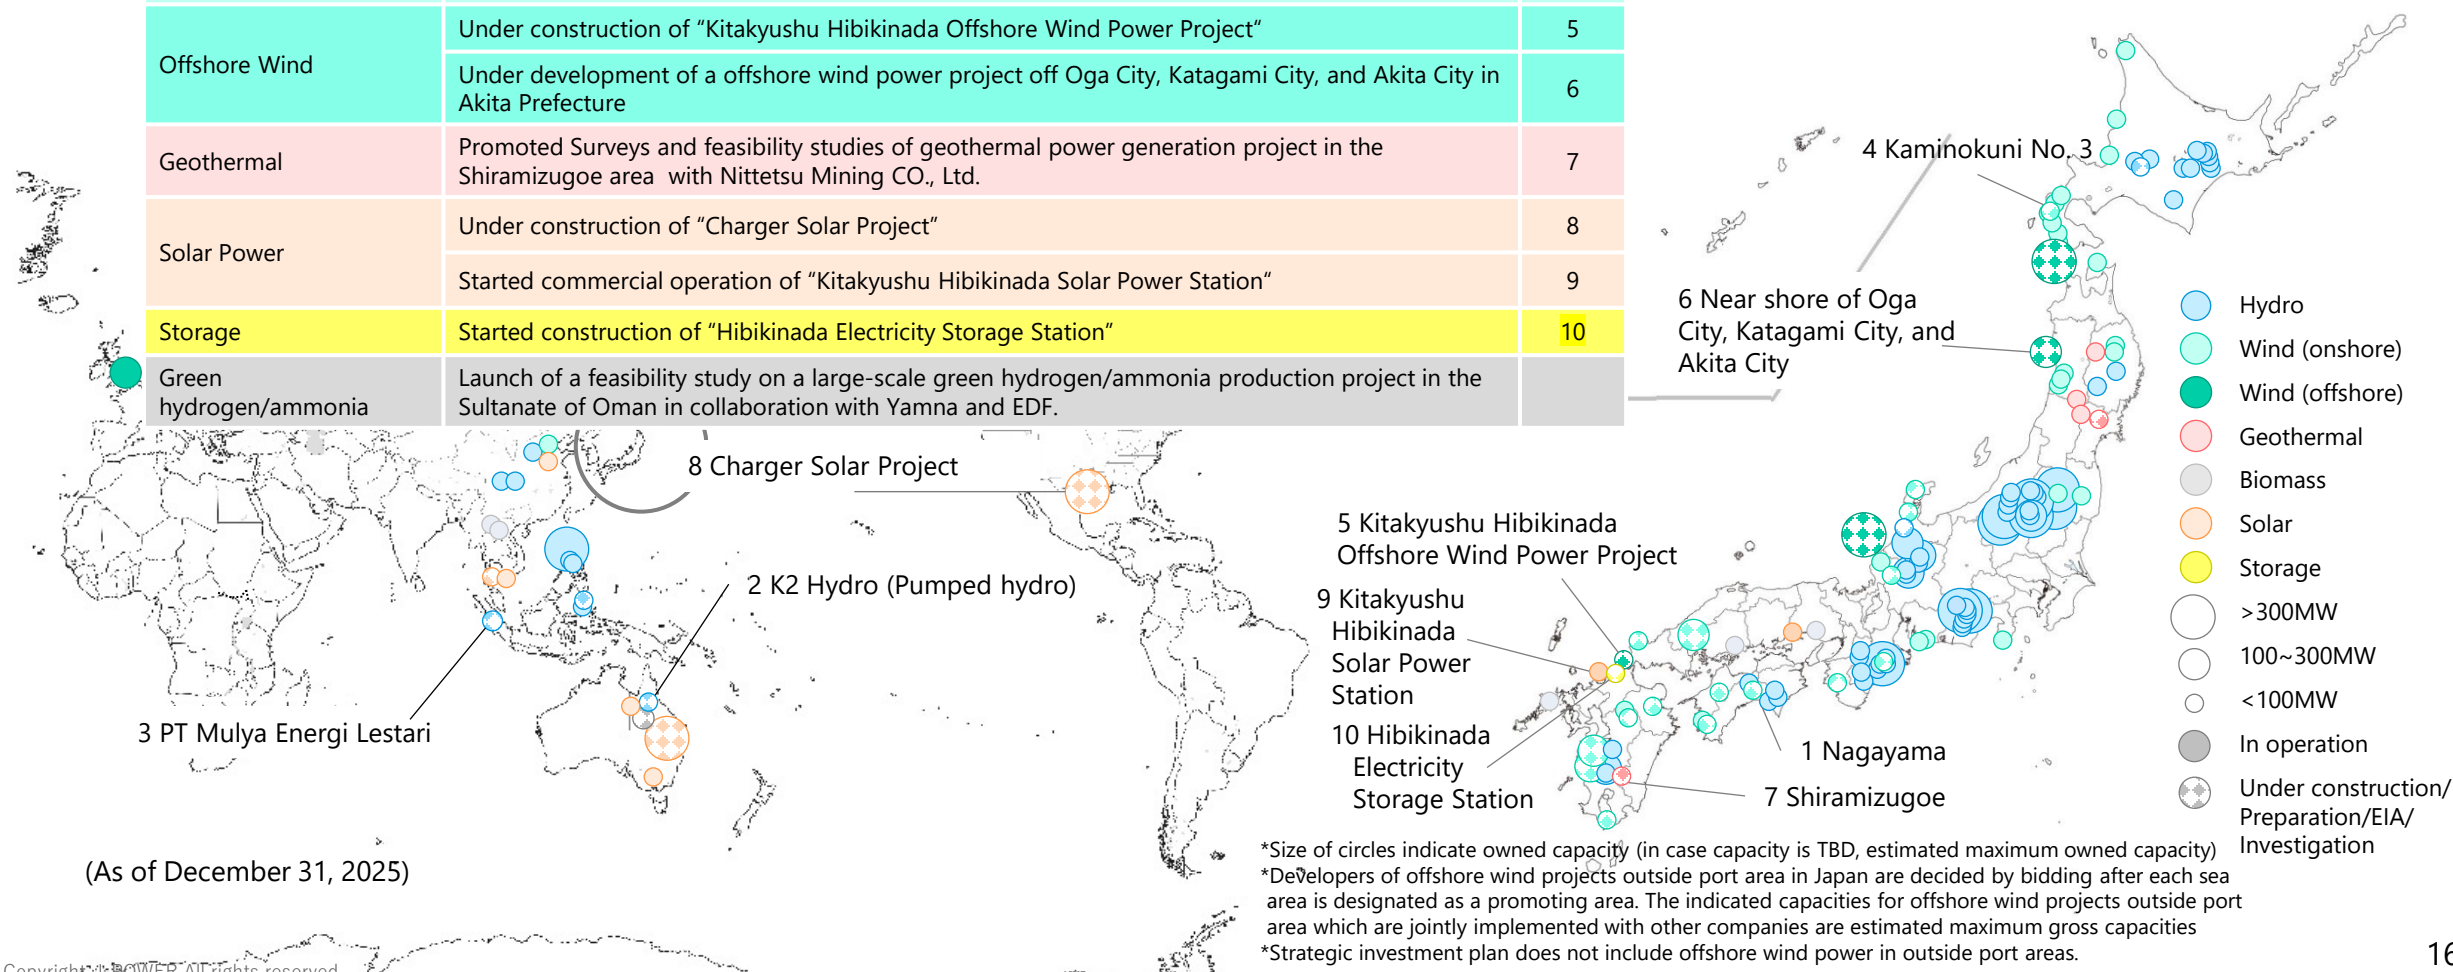 Offshore Wind
Under construction of “Kitakyushu Hibikinada Offshore Wind Power Project“
5
Under development of a offshore wind power project off Oga City, Katagami City, and Akita City in
Akita Prefecture
6
Geothermal
Promoted Surveys and feasibility studies of geothermal power generation project in the
Shiramizugoe area with Nittetsu Mining CO., Ltd.
7
Solar Power
Under construction of “Charger Solar Project”
8
Started commercial operation of “Kitakyushu Hibikinada Solar Power Station“
9
Storage
Started construction of “Hibikinada Electricity Storage Station”
10
Green
hydrogen/ammonia
Launch of a feasibility study on a large-scale green hydrogen/ammonia production project in the
Sultanate of Oman in collaboration with Yamna and EDF.
4 Kaminokuni No. 3
6 Near shore of Oga
City, Katagami City, and
Akita City
8 Charger Solar Project
2 K2 Hydro (Pumped hydro)
3 PT Mulya Energi Lestari
5 Kitakyushu Hibikinada
Offshore Wind Power Project
9 Kitakyushu
Hibikinada
Solar Power
Station
10 Hibikinada
Electricity
Storage Station
1 Nagayama
7 Shiramizugoe
Hydro
Wind (onshore)
Wind (offshore)
Geothermal
Biomass
Solar
Storage
>300MW
100~300MW
<100MW
In operation
Under construction/
Preparation/EIA/
Investigation
(As of December 31, 2025)
*Size of circles indicate owned capacity (in case capacity is TBD, estimated maximum owned capacity)
*Developers of offshore wind projects outside port area in Japan are decided by bidding after each sea
area is designated as a promoting area. The indicated capacities for offshore wind projects outside port
area which are jointly implemented with other companies are estimated maximum gross capacities
*Strategic investment plan does not include offshore wind power in outside port areas.
Copyright J-POWER All rights reserved
16